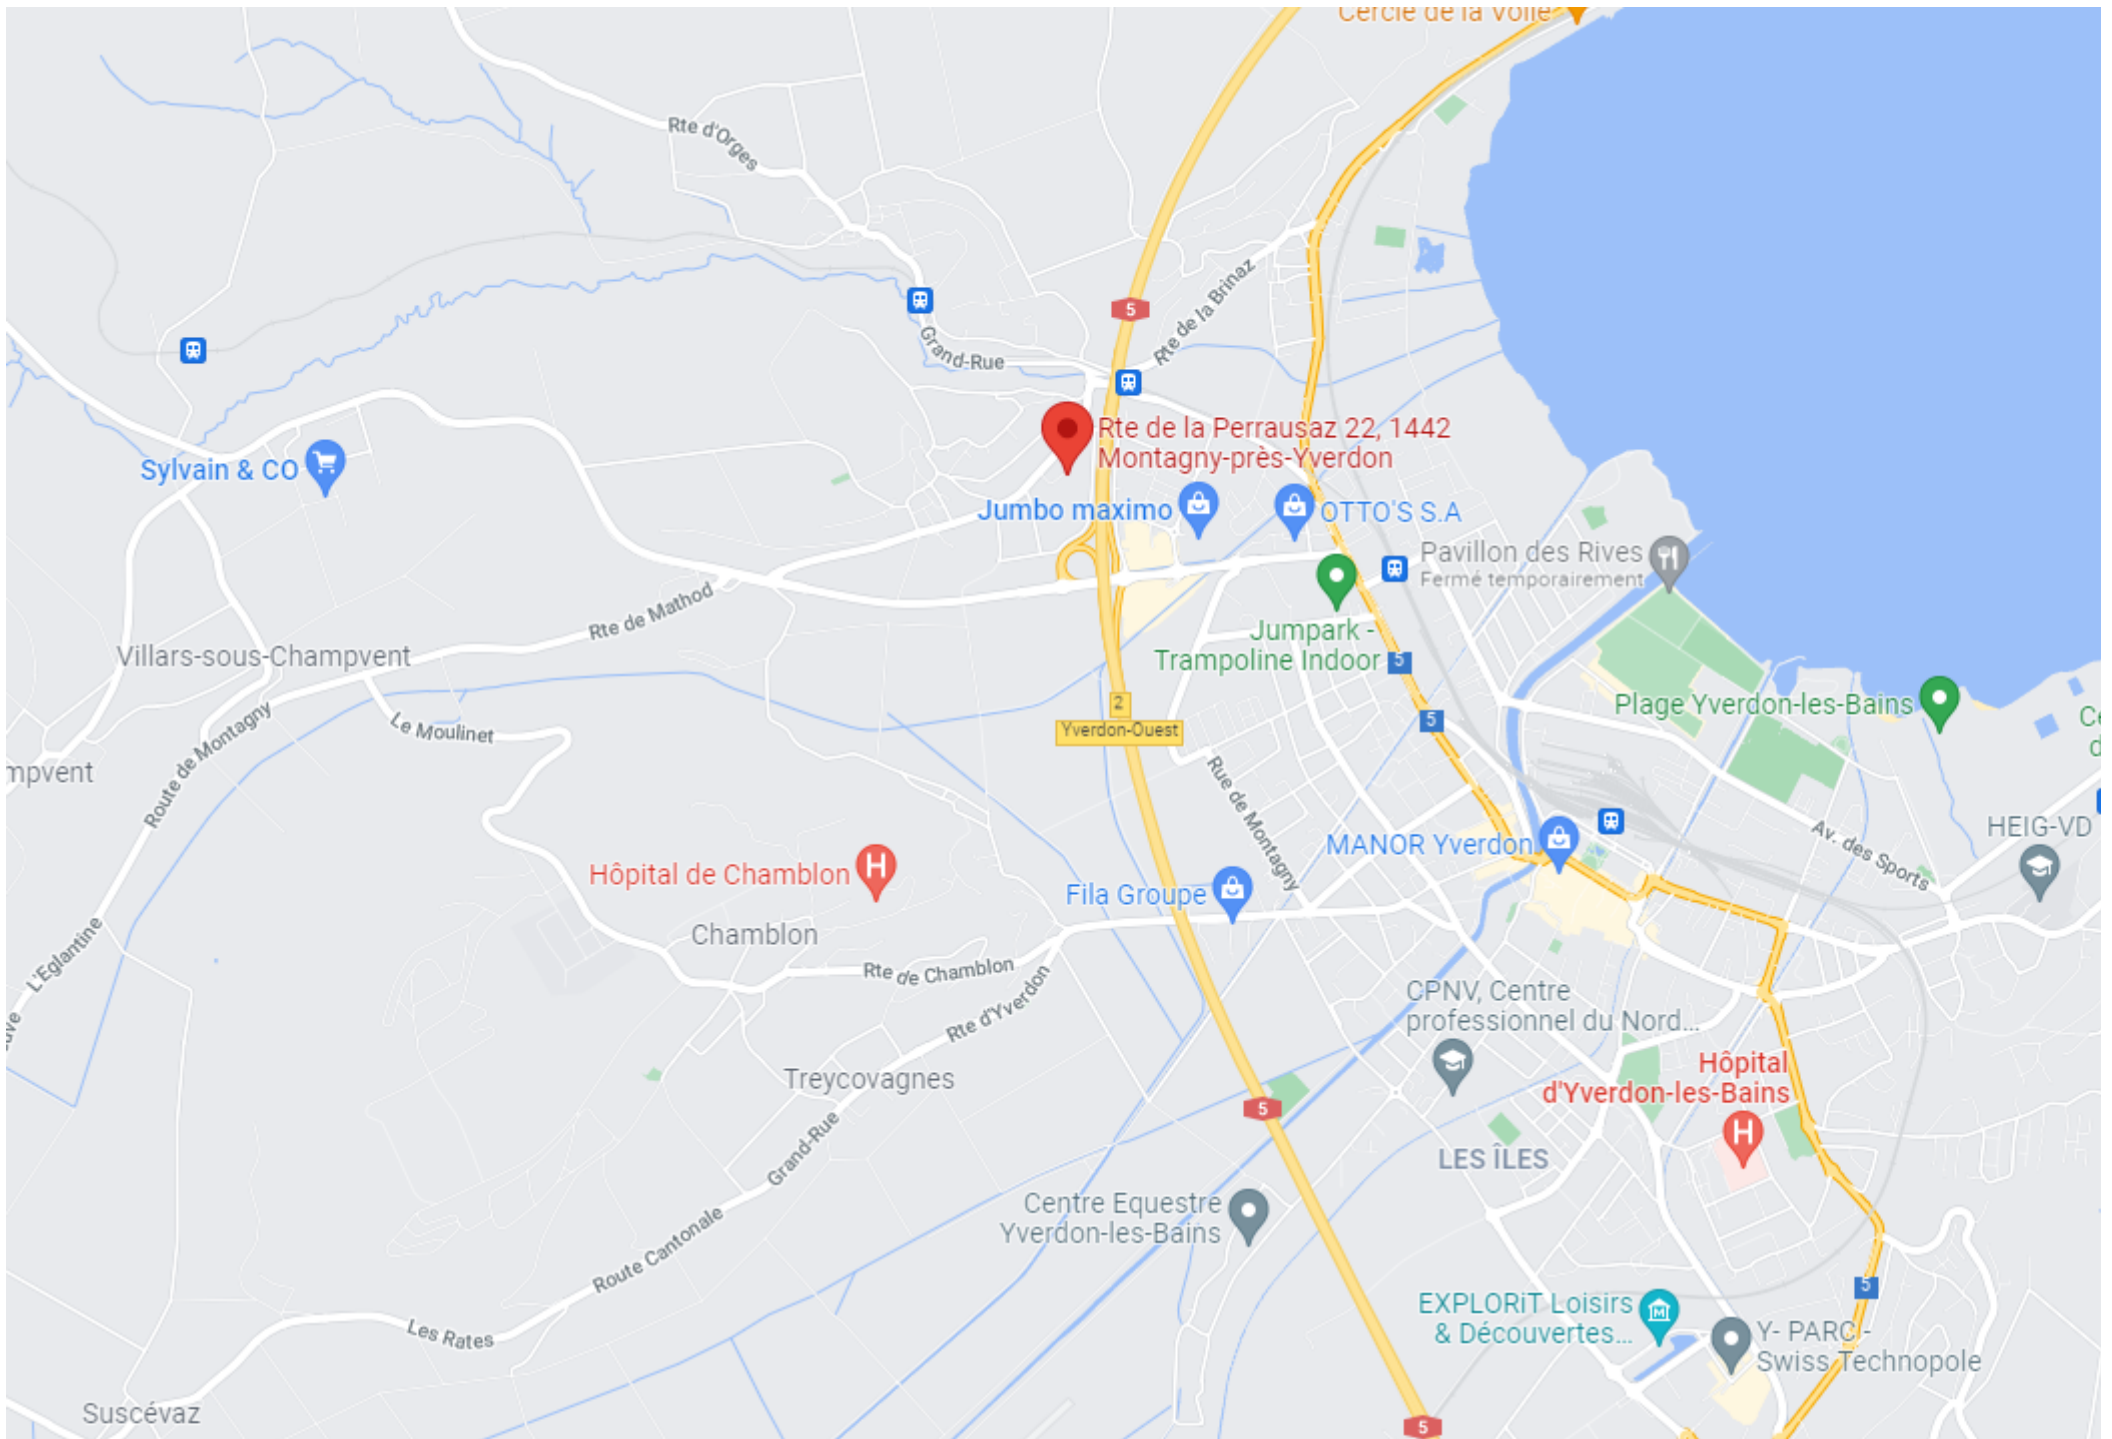 Cercle de la Voile
Rte d'Orges
5
Rte de la Brinaz
Grand-Rue
Rte de la Perrausaz 22, 1442
Montagny-près-Yverdon
Sylvain & CO
Jumbo maximo
OTTO'S S.A
Pavillon des Rives
Fermé temporairement
Rte de Mathod
Jumpark -
Trampoline Indoor
5
Villars-sous-Champvent
2
Yverdon-Ouest
5
Plage Yverdon-les-Bains
Ce
d
Route de Montagny
Le Moulinet
mpvent
Rue de Montagny
MANOR Yverdon
Av. des Sports
HEIG-VD
Hôpital de Chamblon
H
Fila Groupe
Chamblon
L'Eglantine
Rte de Chamblon
Rte d'Yverdon
CPNV, Centre
professionnel du Nord...
euve
Treycovagnes
Hôpital
d'Yverdon-les-Bains
H
5
Grand-Rue
LES ÎLES
Centre Equestre
Yverdon-les-Bains
Route Cantonale
5
EXPLORiT Loisirs
& Découvertes...
M
Y- PARC -
Swiss Technopole
Les Rates
Suscévaz
5